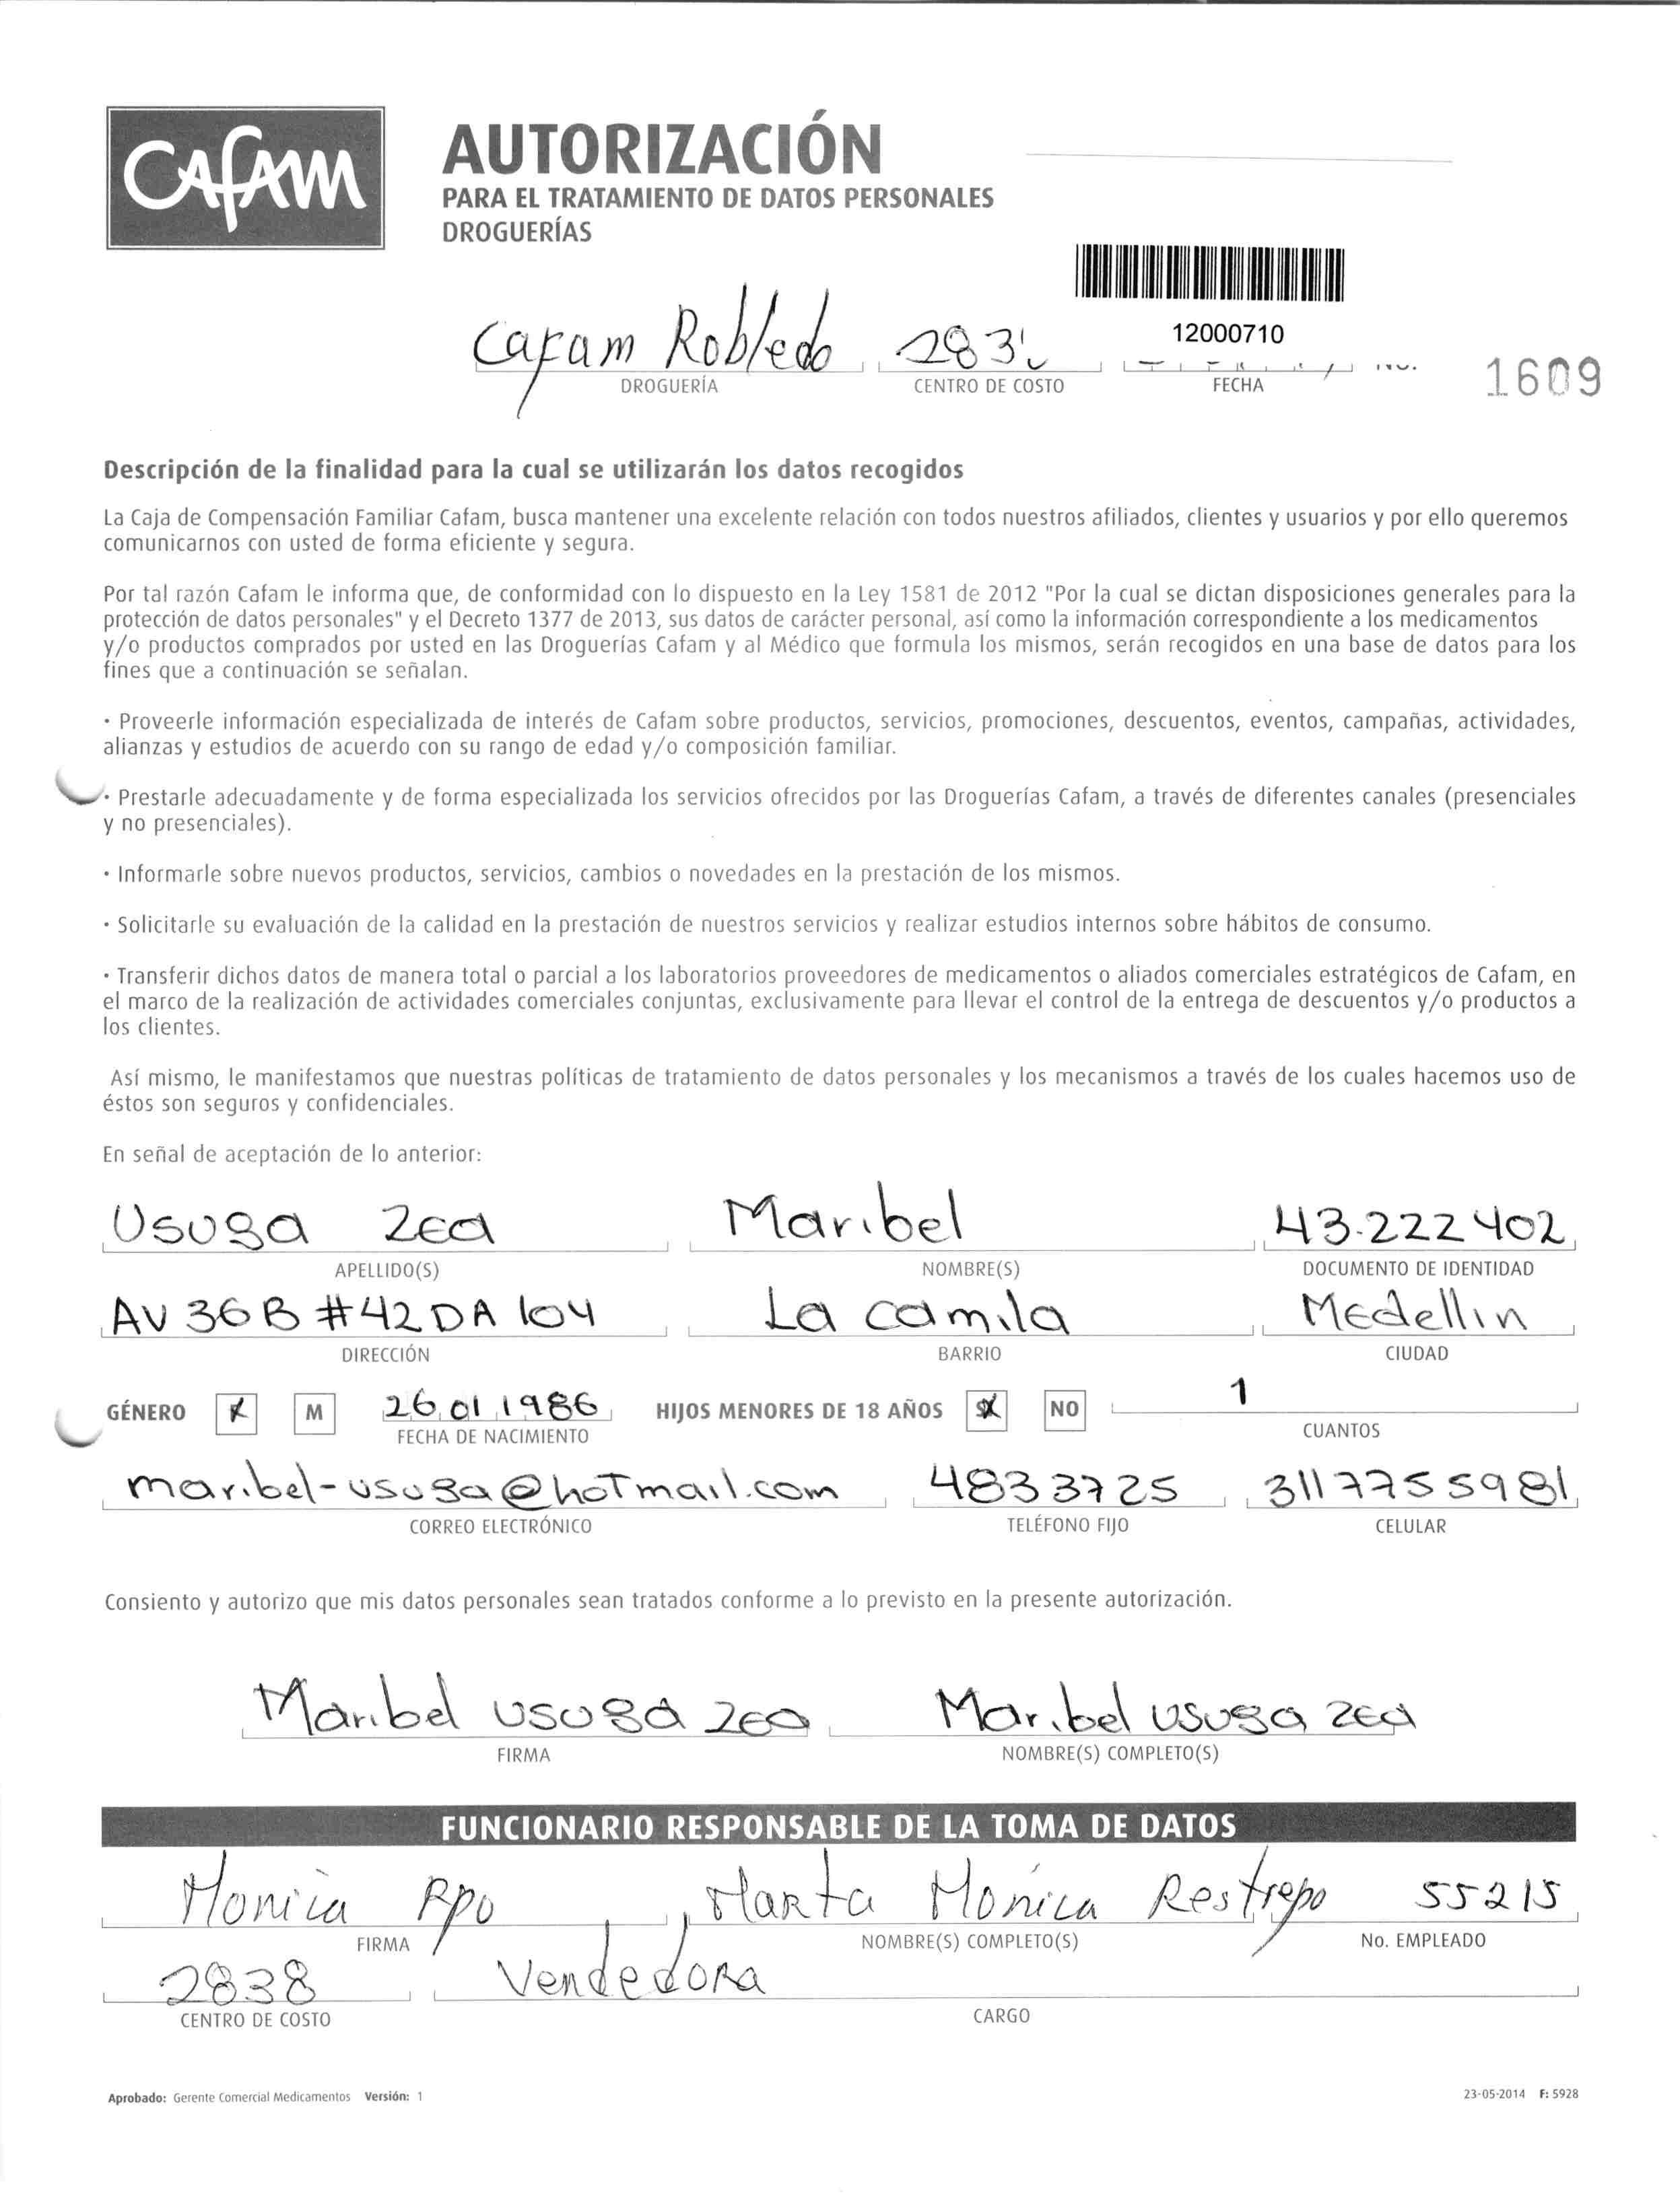 Cafam
AUTORIZACIÓN
PARA EL TRATAMIENTO DE DATOS PERSONALES
DROGUERÍAS
12000710
Cafam Robledo 283
DROGUERÍA CENTRO DE COSTO FECHA No. 1609
Descripción de la finalidad para la cual se utilizarán los datos recogidos
La Caja de Compensación Familiar Cafam, busca mantener una excelente relación con todos nuestros afiliados, clientes y usuarios y por ello queremos
comunicarnos con usted de forma eficiente y segura.
Por tal razón Cafam le informa que, de conformidad con lo dispuesto en la Ley 1581 de 2012 "Por la cual se dictan disposiciones generales para la
protección de datos personales" y el Decreto 1377 de 2013, sus datos de carácter personal, así como la información correspondiente a los medicamentos
y/o productos comprados por usted en las Droguerías Cafam y al Médico que formula los mismos, serán recogidos en una base de datos para los
fines que a continuación se señalan.
· Proveerle información especializada de interés de Cafam sobre productos, servicios, promociones, descuentos, eventos, campañas, actividades,
alianzas y estudios de acuerdo con su rango de edad y/o composición familiar.
· Prestarle adecuadamente y de forma especializada los servicios ofrecidos por las Droguerías Cafam, a través de diferentes canales (presenciales
y no presenciales).
· Informarle sobre nuevos productos, servicios, cambios o novedades en la prestación de los mismos.
· Solicitarle su evaluación de la calidad en la prestación de nuestros servicios y realizar estudios internos sobre hábitos de consumo.
· Transferir dichos datos de manera total o parcial a los laboratorios proveedores de medicamentos o aliados comerciales estratégicos de Cafam, en
el marco de la realización de actividades comerciales conjuntas, exclusivamente para llevar el control de la entrega de descuentos y/o productos a
los clientes.
Así mismo, le manifestamos que nuestras políticas de tratamiento de datos personales y los mecanismos a través de los cuales hacemos uso de
éstos son seguros y confidenciales.
En señal de aceptación de lo anterior:
Usuga Zea Maribel 43.222402
APELLIDO(S) NOMBRE(S) DOCUMENTO DE IDENTIDAD
AV 36B #42DA 104 La camila Medellin
DIRECCIÓN BARRIO CIUDAD
GÉNERO X M 26 01 1986 HIJOS MENORES DE 18 AÑOS X NO 1
FECHA DE NACIMIENTO CUANTOS
maribel-usuga@hotmail.com 4833725 3117755981
CORREO ELECTRÓNICO TELÉFONO FIJO CELULAR
Consiento y autorizo que mis datos personales sean tratados conforme a lo previsto en la presente autorización.
Maribel usuga zea Maribel usuga zea
FIRMA NOMBRE(S) COMPLETO(S)
FUNCIONARIO RESPONSABLE DE LA TOMA DE DATOS
Monica Rpo Marta Mónica Restrepo 55215
FIRMA NOMBRE(S) COMPLETO(S) No. EMPLEADO
2838 Vendedora
CENTRO DE COSTO CARGO
Aprobado: Gerente Comercial Medicamentos Versión: 1 23-05-2014 F: 5928